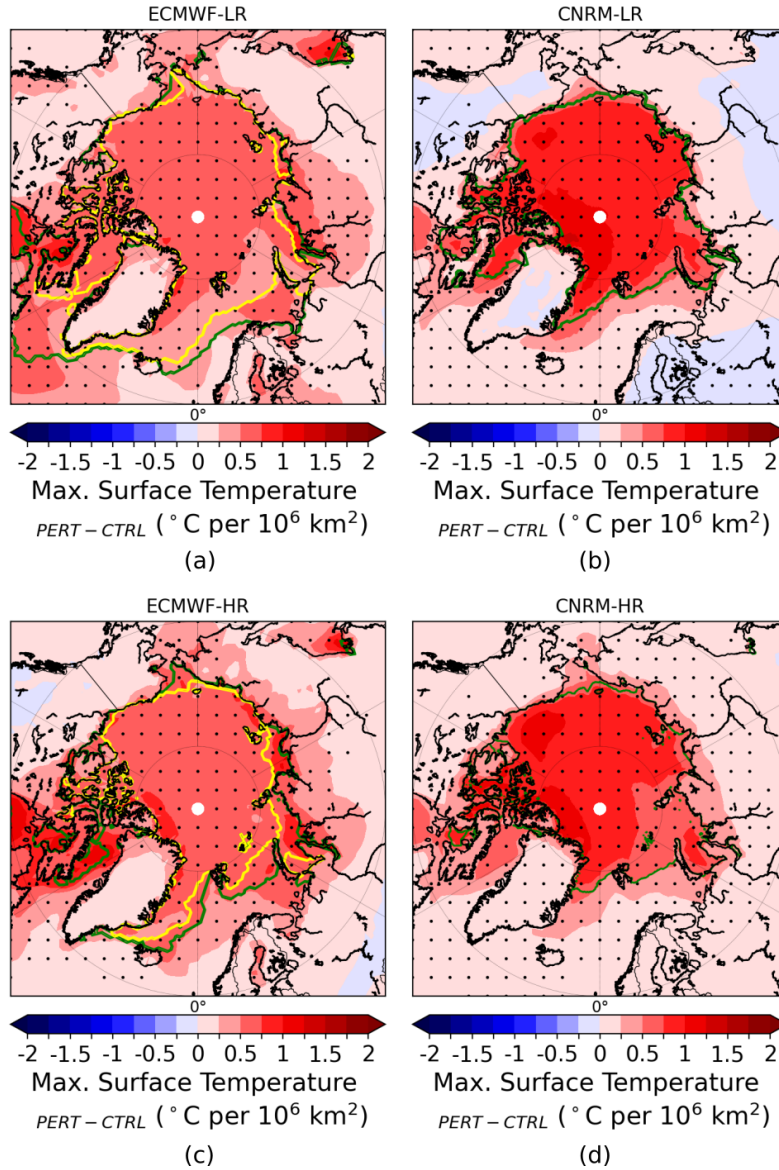 ECMWF-LR
CNRM-LR
0°
0°
-2 -1.5 -1 -0.5 0 0.5 1 1.5 2
-2 -1.5 -1 -0.5 0 0.5 1 1.5 2
Max. Surface Temperature
PERT − CTRL (°C per 10⁶ km²)
(a)
Max. Surface Temperature
PERT − CTRL (°C per 10⁶ km²)
(b)
ECMWF-HR
CNRM-HR
0°
0°
-2 -1.5 -1 -0.5 0 0.5 1 1.5 2
-2 -1.5 -1 -0.5 0 0.5 1 1.5 2
Max. Surface Temperature
PERT − CTRL (°C per 10⁶ km²)
(c)
Max. Surface Temperature
PERT − CTRL (°C per 10⁶ km²)
(d)